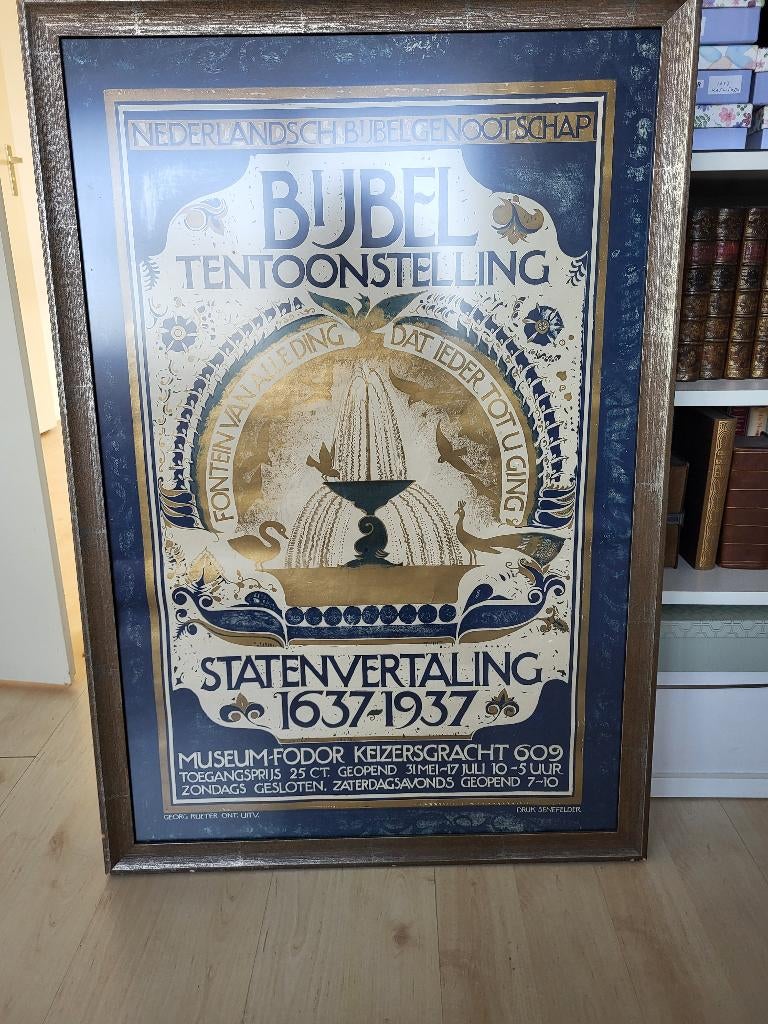 NEDERLANDSCH BIJBELGENOOTSCHAP
BIJBEL
TENTOONSTELLING
FONTEIN VAN ALLE DING DAT IEDER TOT U GING
STATENVERTALING
1637-1937
MUSEUM-FODOR KEIZERSGRACHT 609
TOEGANGSPRIJS 25 CT. GEOPEND 31 MEI-17 JULI 10-5 UUR
ZONDAGS GESLOTEN. ZATERDAGSAVONDS GEOPEND 7-10
GEORG RUETER ONT. UITV.
DRUK SENEFELDER